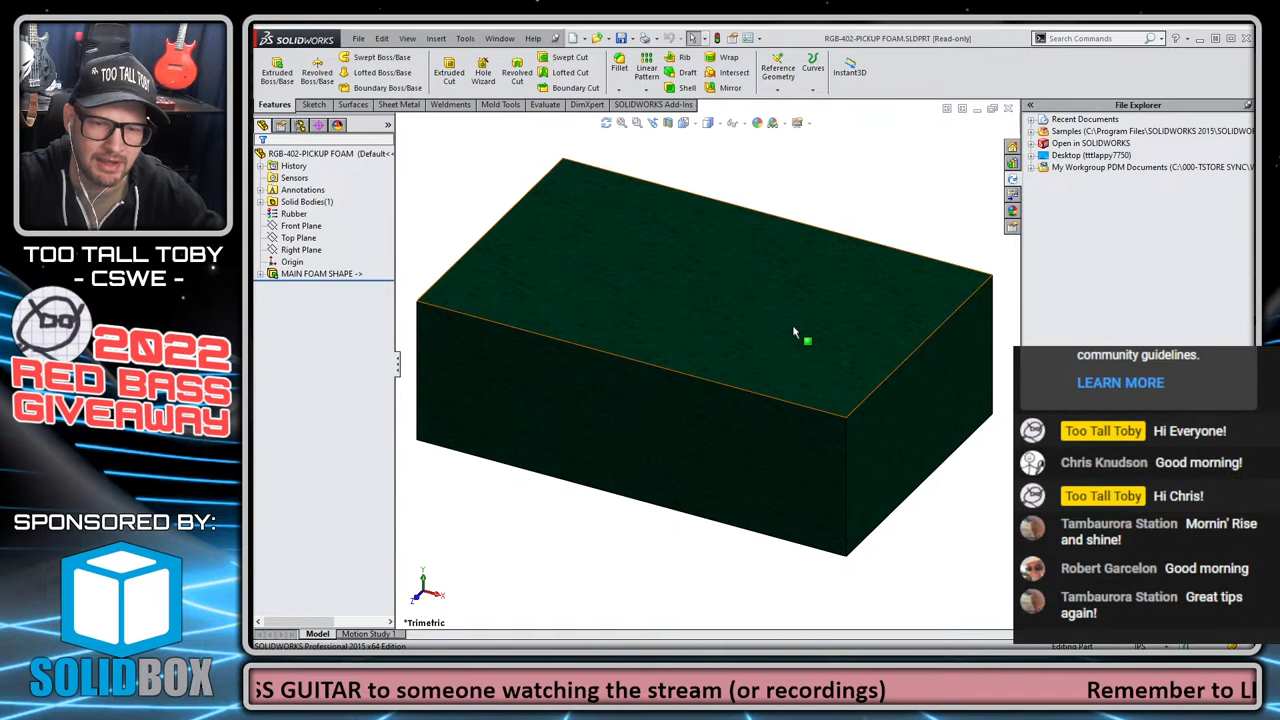 TOO TALL TOBY
TOO TALL TOBY
- CSWE -
2022
RED BASS
GIVEAWAY
SPONSORED BY:
SOLIDBOX
SOLIDWORKS
File Edit View Insert Tools Window Help
RGB-402-PICKUP FOAM.SLDPRT [Read-only]
Search Commands
Extruded Boss/Base
Revolved Boss/Base
Swept Boss/Base
Lofted Boss/Base
Boundary Boss/Base
Extruded Cut
Hole Wizard
Revolved Cut
Swept Cut
Lofted Cut
Boundary Cut
Fillet
Linear Pattern
Rib
Draft
Shell
Wrap
Intersect
Mirror
Reference Geometry
Curves
Instant3D
Features Sketch Surfaces Sheet Metal Weldments Mold Tools Evaluate DimXpert SOLIDWORKS Add-Ins
RGB-402-PICKUP FOAM (Default<<
History
Sensors
Annotations
Solid Bodies(1)
Rubber
Front Plane
Top Plane
Right Plane
Origin
MAIN FOAM SHAPE ->
Y
X
Z
*Trimetric
Model Motion Study 1
SOLIDWORKS Professional 2015 x64 Edition
Editing Part
IPS
File Explorer
Recent Documents
Samples (C:\Program Files\SOLIDWORKS 2015\SOLIDWO
Open in SOLIDWORKS
Desktop (tttlappy7750)
My Workgroup PDM Documents (C:\000-TSTORE SYNC\W
community guidelines.
LEARN MORE
Too Tall Toby Hi Everyone!
Chris Knudson Good morning!
Too Tall Toby Hi Chris!
Tambaurora Station Mornin' Rise
and shine!
Robert Garcelon Good morning
Tambaurora Station Great tips
again!
SS GUITAR to someone watching the stream (or recordings)
Remember to LI